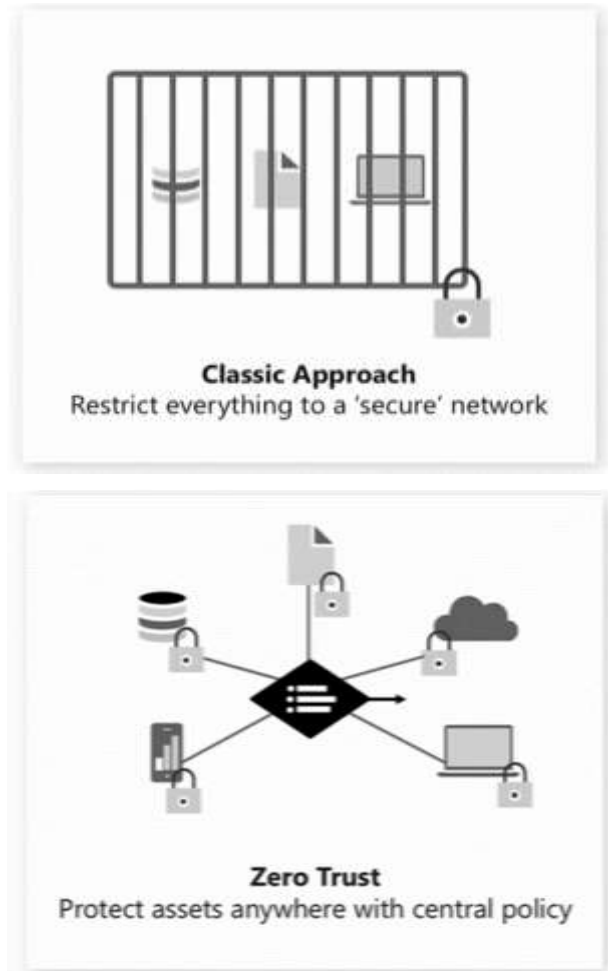 Classic Approach
Restrict everything to a ‘secure’ network
Zero Trust
Protect assets anywhere with central policy